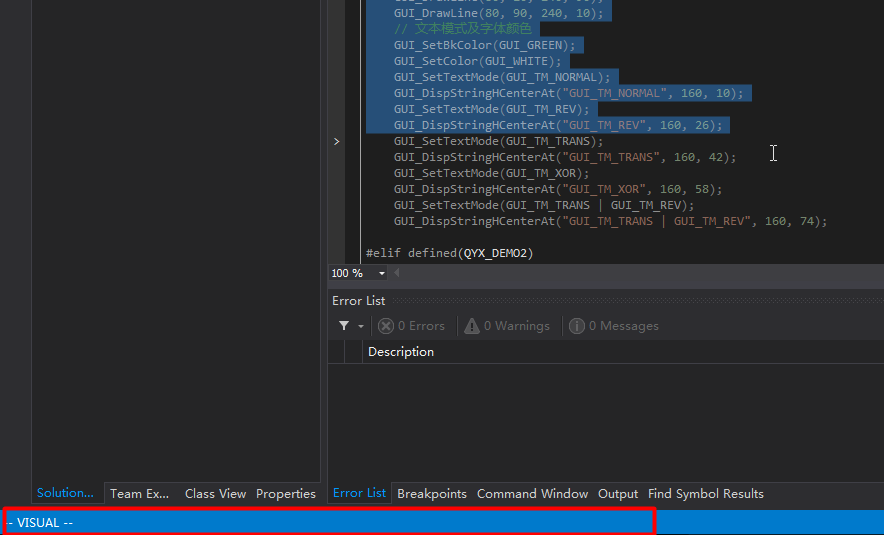 GUI_DrawLine(80, 90, 240, 10);
// 文本模式及字体颜色
GUI_SetBkColor(GUI_GREEN);
GUI_SetColor(GUI_WHITE);
GUI_SetTextMode(GUI_TM_NORMAL);
GUI_DispStringHCenterAt("GUI_TM_NORMAL", 160, 10);
GUI_SetTextMode(GUI_TM_REV);
GUI_DispStringHCenterAt("GUI_TM_REV", 160, 26);
GUI_SetTextMode(GUI_TM_TRANS);
GUI_DispStringHCenterAt("GUI_TM_TRANS", 160, 42);
GUI_SetTextMode(GUI_TM_XOR);
GUI_DispStringHCenterAt("GUI_TM_XOR", 160, 58);
GUI_SetTextMode(GUI_TM_TRANS | GUI_TM_REV);
GUI_DispStringHCenterAt("GUI_TM_TRANS | GUI_TM_REV", 160, 74);
#elif defined(QYX_DEMO2)
100 %
Error List
0 Errors 0 Warnings 0 Messages
Description
Solution... Team Ex... Class View Properties Error List Breakpoints Command Window Output Find Symbol Results
-- VISUAL --